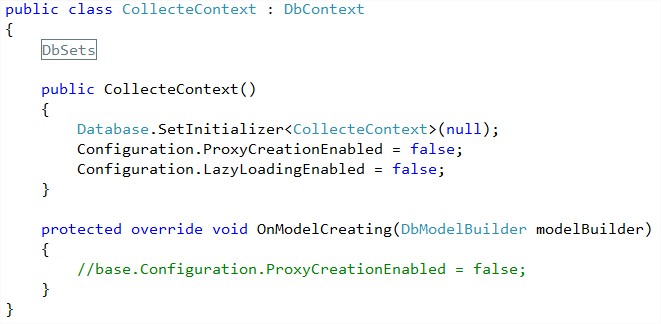 public class CollecteContext : DbContext
{
    DbSets

    public CollecteContext()
    {
        Database.SetInitializer<CollecteContext>(null);
        Configuration.ProxyCreationEnabled = false;
        Configuration.LazyLoadingEnabled = false;
    }

    protected override void OnModelCreating(DbModelBuilder modelBuilder)
    {
        //base.Configuration.ProxyCreationEnabled = false;
    }
}